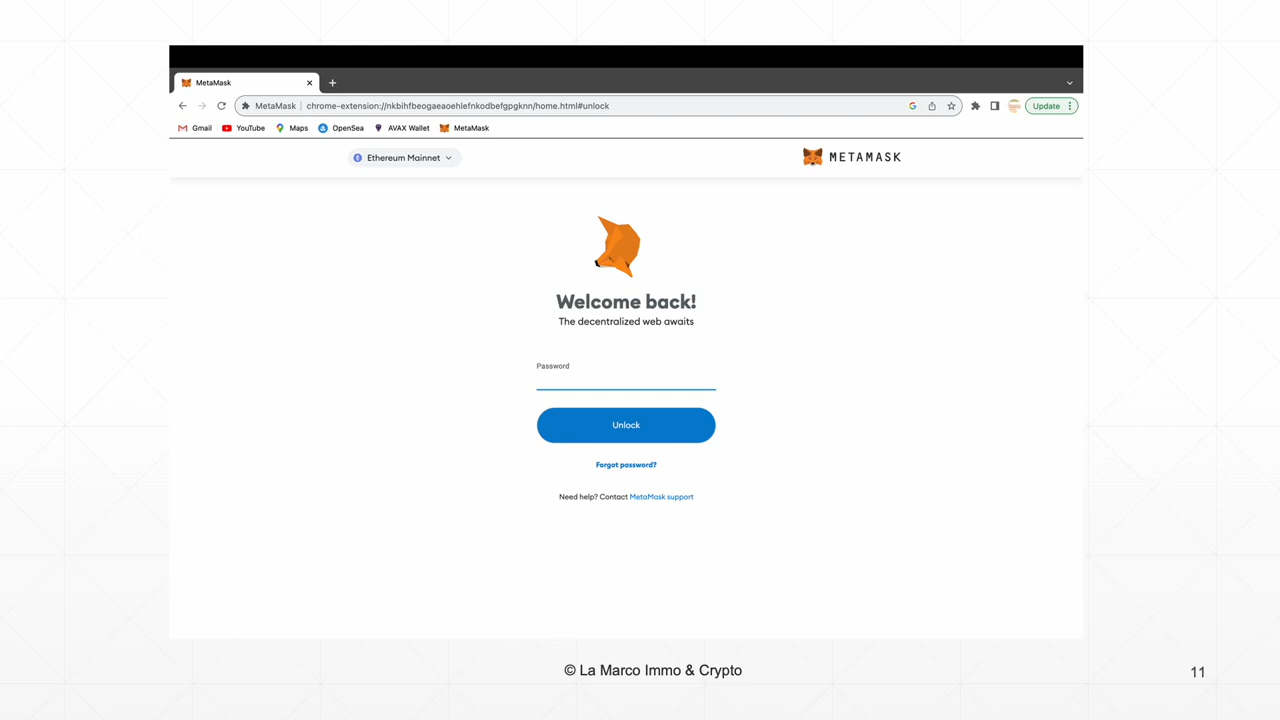 MetaMask
MetaMask | chrome-extension://nkbihfbeogaeaoehlefnkodbefgpgknn/home.html#unlock
Update
Gmail YouTube Maps OpenSea AVAX Wallet MetaMask
Ethereum Mainnet
METAMASK
Welcome back!
The decentralized web awaits
Password
Unlock
Forgot password?
Need help? Contact MetaMask support
© La Marco Immo & Crypto
11